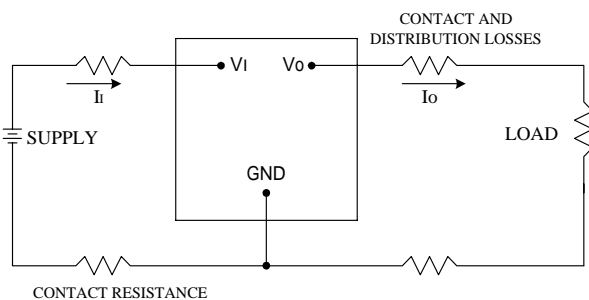 CONTACT AND
DISTRIBUTION LOSSES
VI
VO
II
IO
SUPPLY
LOAD
GND
CONTACT RESISTANCE